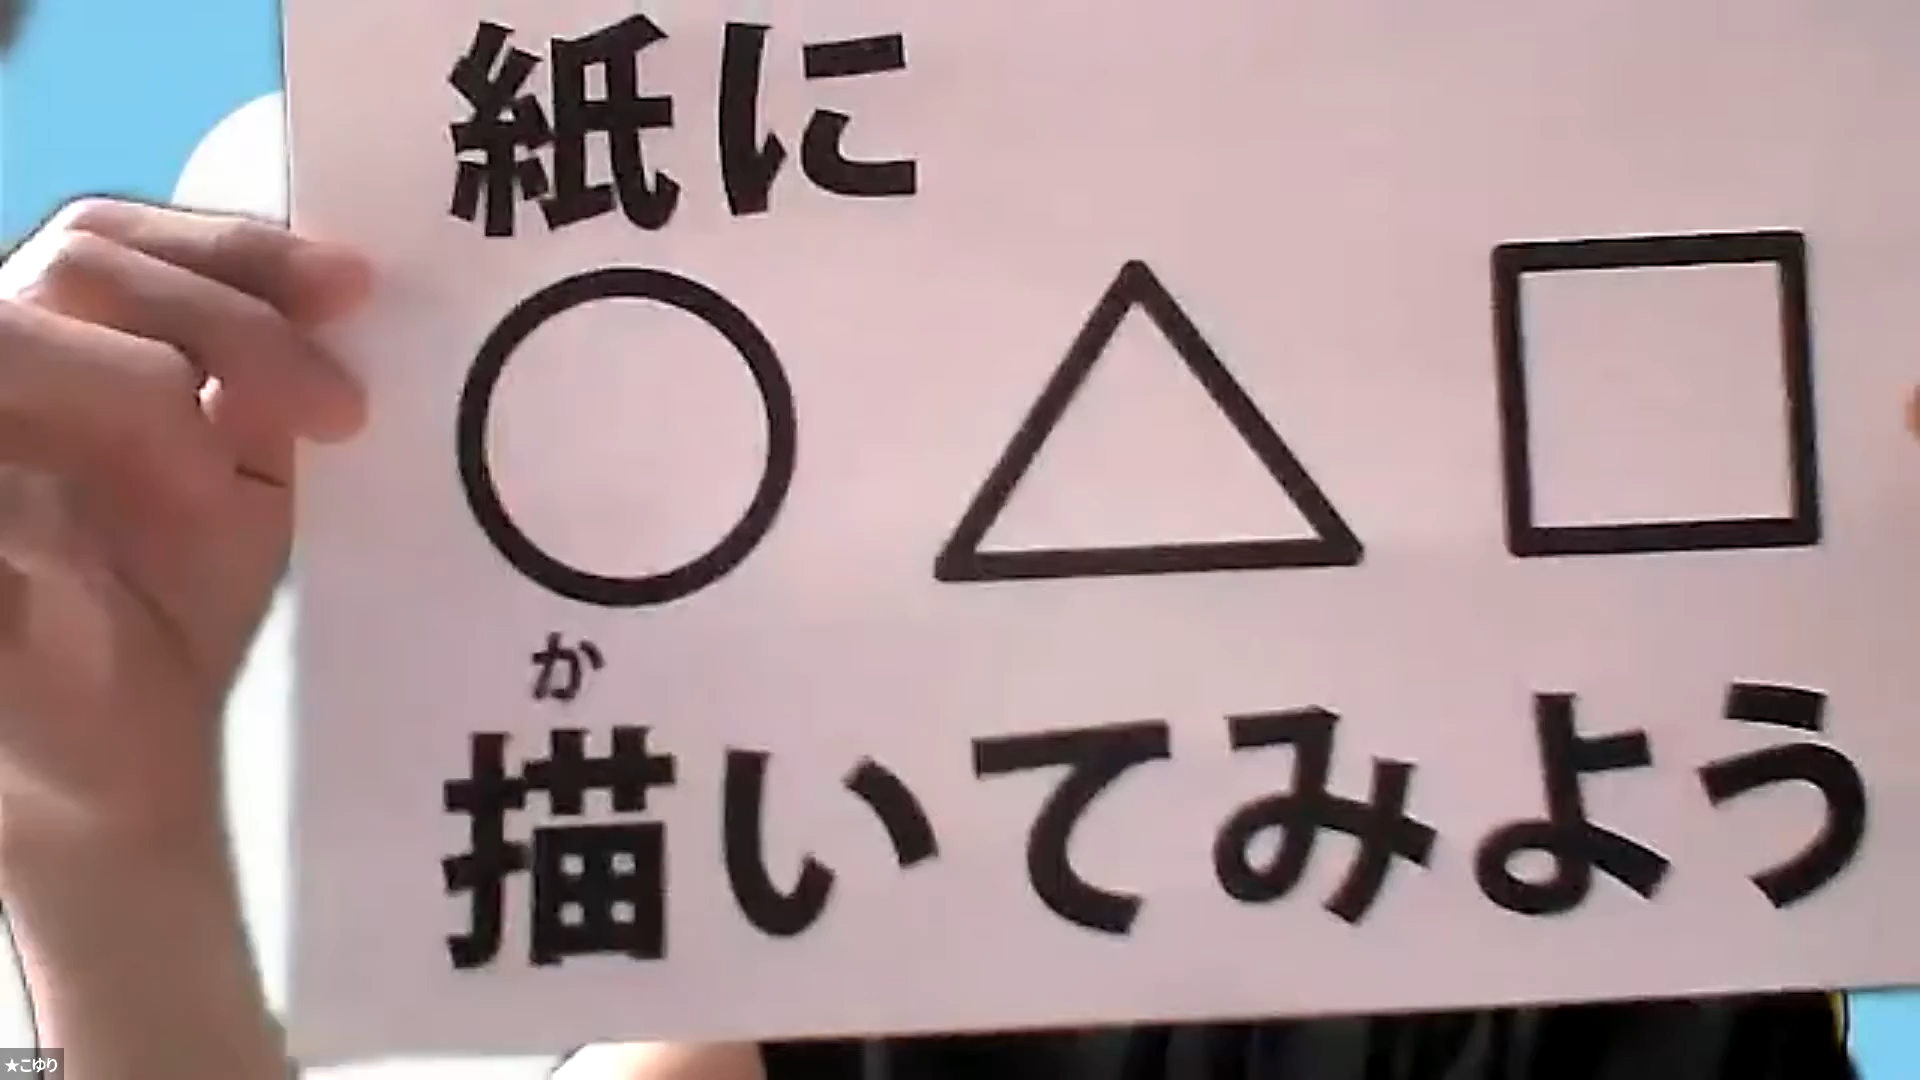 紙に
○ △ □
か
描いてみよう
★こゆり